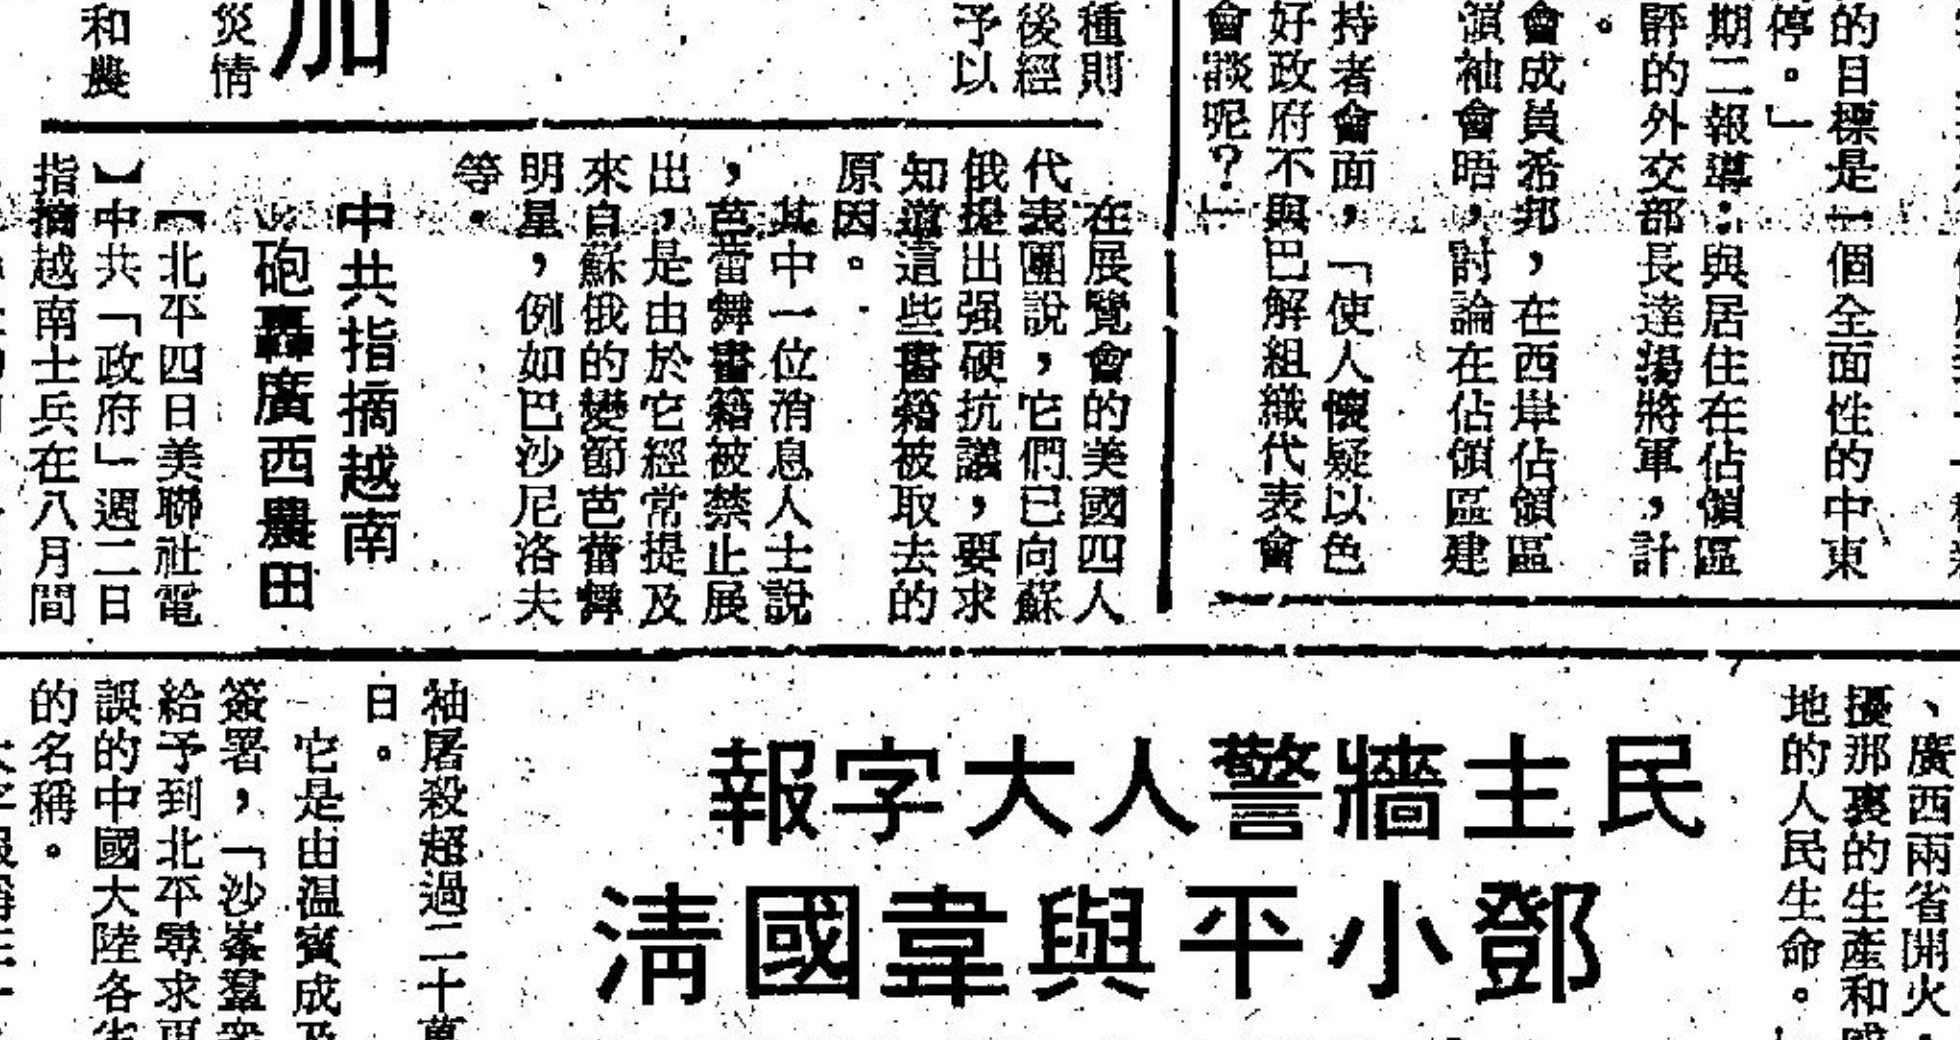 的目標是一個全面性的中東
停。」
期二報導：與居住在佔領區
評的外交部長達揚將軍，計
。
會成員希邦，在西岸佔領區
領袖會晤，討論在佔領區建
持者會面，「使人懷疑以色
好政府不與巴解組織代表會
會談呢？」
種則
後經
予以
災情
和農
加
在展覽會的美國四人
代表團說，它們已向蘇
俄提出强硬抗議，要求
知道這些書籍被取去的
原因。
其中一位消息人士說
，芭蕾舞書籍被禁止展
出，是由於它經常提及
來自蘇俄的變節芭蕾舞
明星，例如巴沙尼洛夫
等。
中共指摘越南
砲轟廣西農田
【北平四日美聯社電
】中共「政府」週二日
指摘越南士兵在八月間
、廣西兩省開火，
擾那裏的生產和
地的人民生命。
民主牆警人大字報
鄧小平與韋國清
袖屠殺超過二十萬
日。
它是由温賓成及
簽署，「沙峯羣衆
給予到北平尋求
誤的中國大陸各
的名稱。